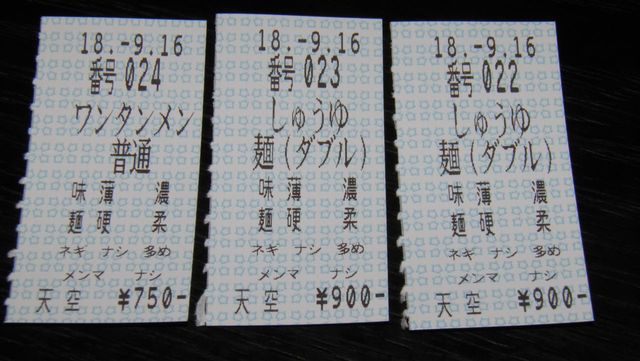 18.-9.16
番号 024
ワンタンメン
普通
味 薄 濃
麺 硬 柔
ネギ ナシ 多め
メンマ ナシ
天空 ¥750-
18.-9.16
番号 023
しゅうゆ
麺(ダブル)
味 薄 濃
麺 硬 柔
ネギ ナシ 多め
メンマ ナシ
天空 ¥900-
18.-9.16
番号 022
しゅうゆ
麺(ダブル)
味 薄 濃
麺 硬 柔
ネギ ナシ 多め
メンマ ナシ
天空 ¥900-